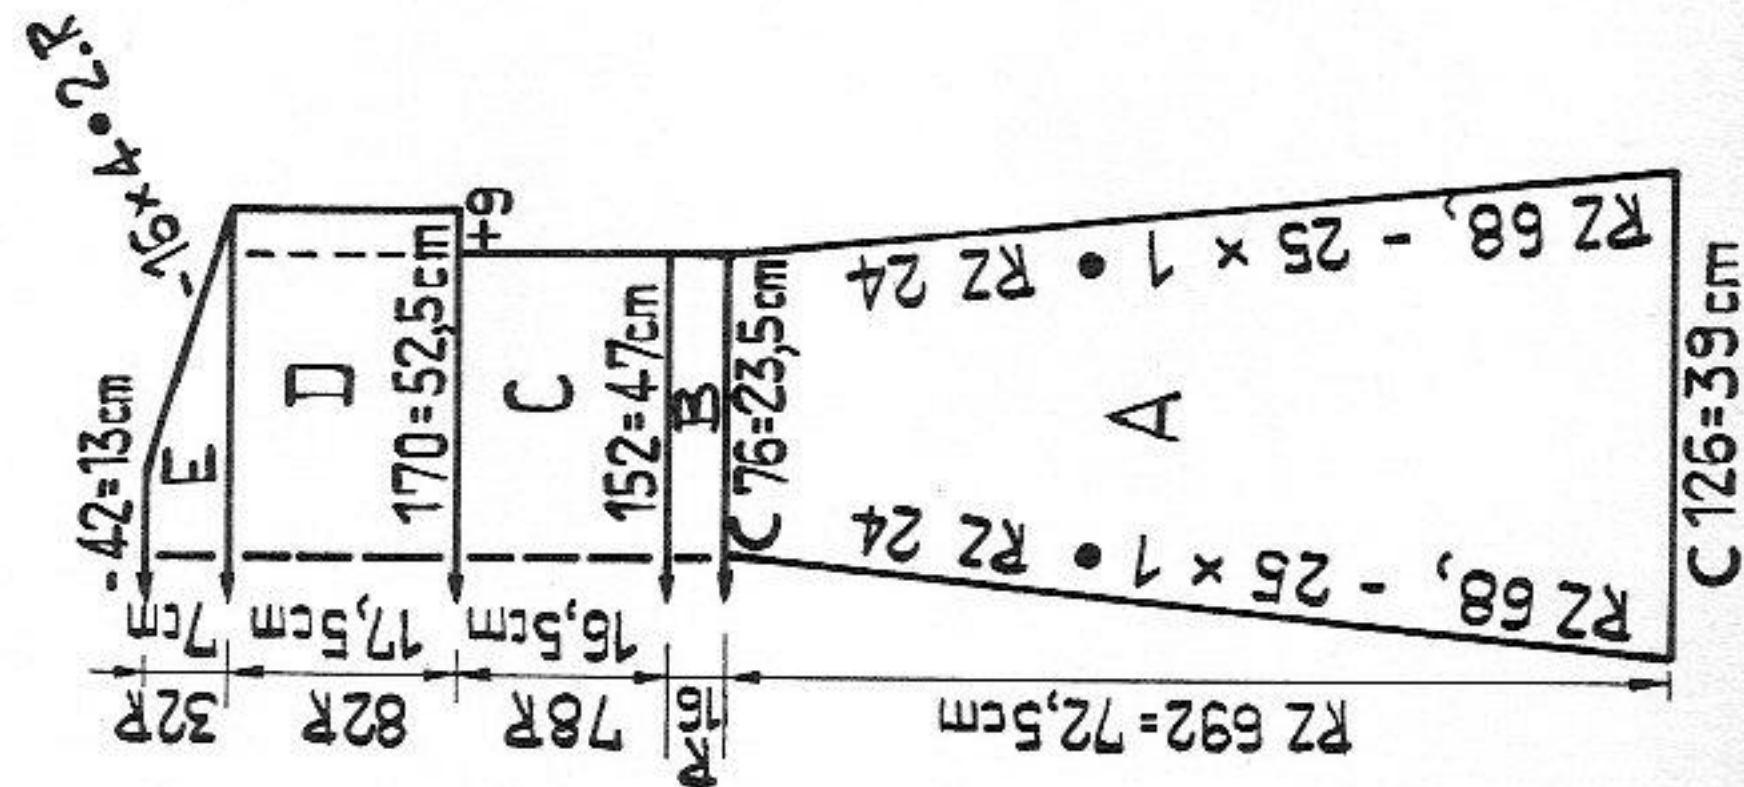 -16×4•2.R
-42=13cm
E
7cm
32R
D
170=52,5cm
17,5cm
82R
+9
C
152=47cm
16,5cm
78R
B
16R
C 76=23,5cm
RZ 68, - 25 × 1 • RZ 24
A
RZ 68, - 25 × 1 • RZ 24
C 126=39cm
RZ 692=72,5cm